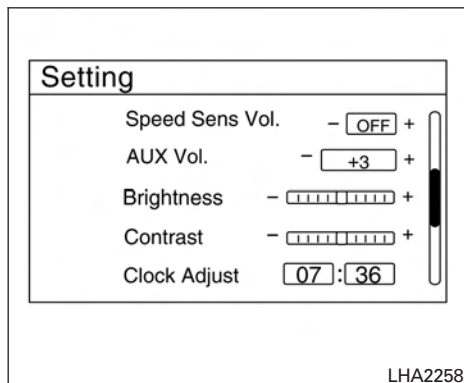 Setting
Speed Sens Vol. − OFF +
AUX Vol. − +3 +
Brightness − +
Contrast − +
Clock Adjust 07 : 36
LHA2258